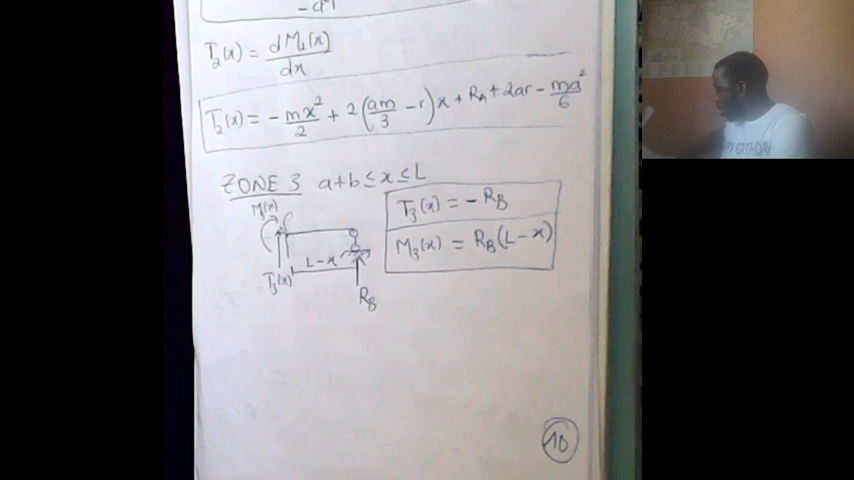 T₂(x) = dM₂(x)/dx
T₂(x) = - mx²/2 + 2(am/3 - r)x + R_A + 2ar - ma²/6
ZONE 3 a+b ≤ x ≤ L
M₃(x)
T₃(x) = - R_B
M₃(x) = R_B(L - x)
L-x
T₃(x)
R_B
10